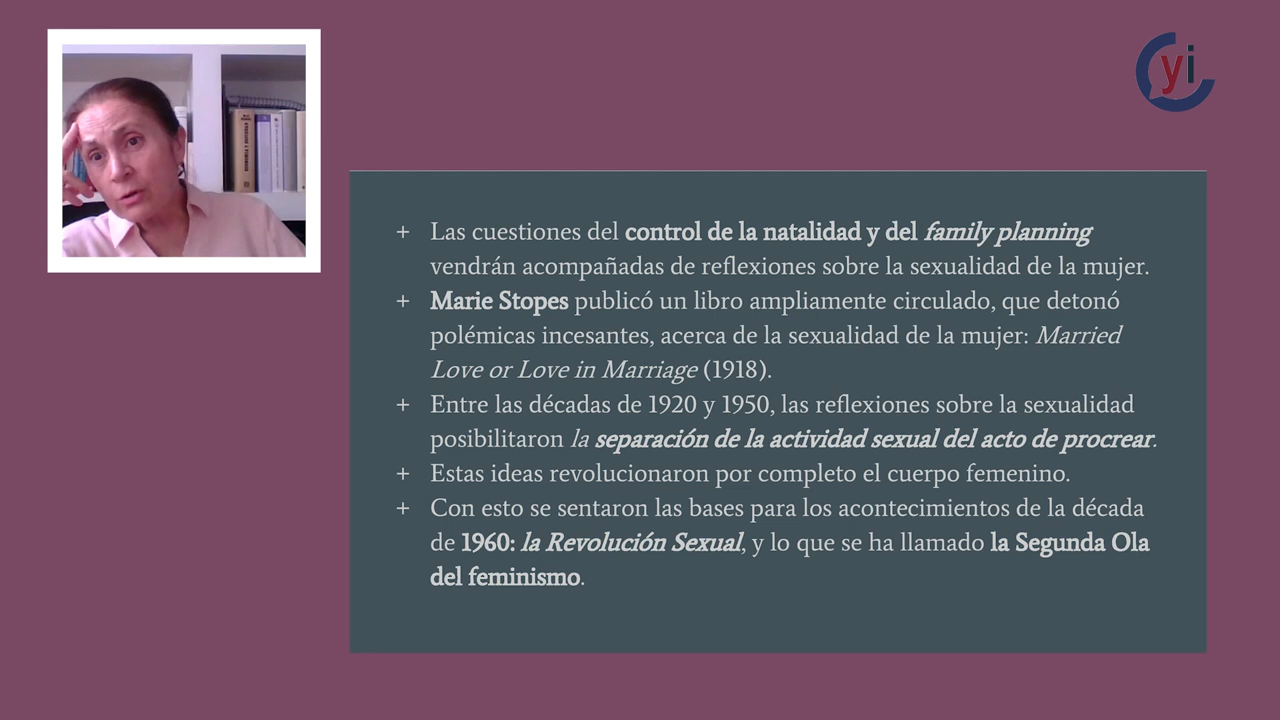 yi
+ Las cuestiones del control de la natalidad y del family planning
vendrán acompañadas de reflexiones sobre la sexualidad de la mujer.
+ Marie Stopes publicó un libro ampliamente circulado, que detonó
polémicas incesantes, acerca de la sexualidad de la mujer: Married
Love or Love in Marriage (1918).
+ Entre las décadas de 1920 y 1950, las reflexiones sobre la sexualidad
posibilitaron la separación de la actividad sexual del acto de procrear.
+ Estas ideas revolucionaron por completo el cuerpo femenino.
+ Con esto se sentaron las bases para los acontecimientos de la década
de 1960: la Revolución Sexual, y lo que se ha llamado la Segunda Ola
del feminismo.